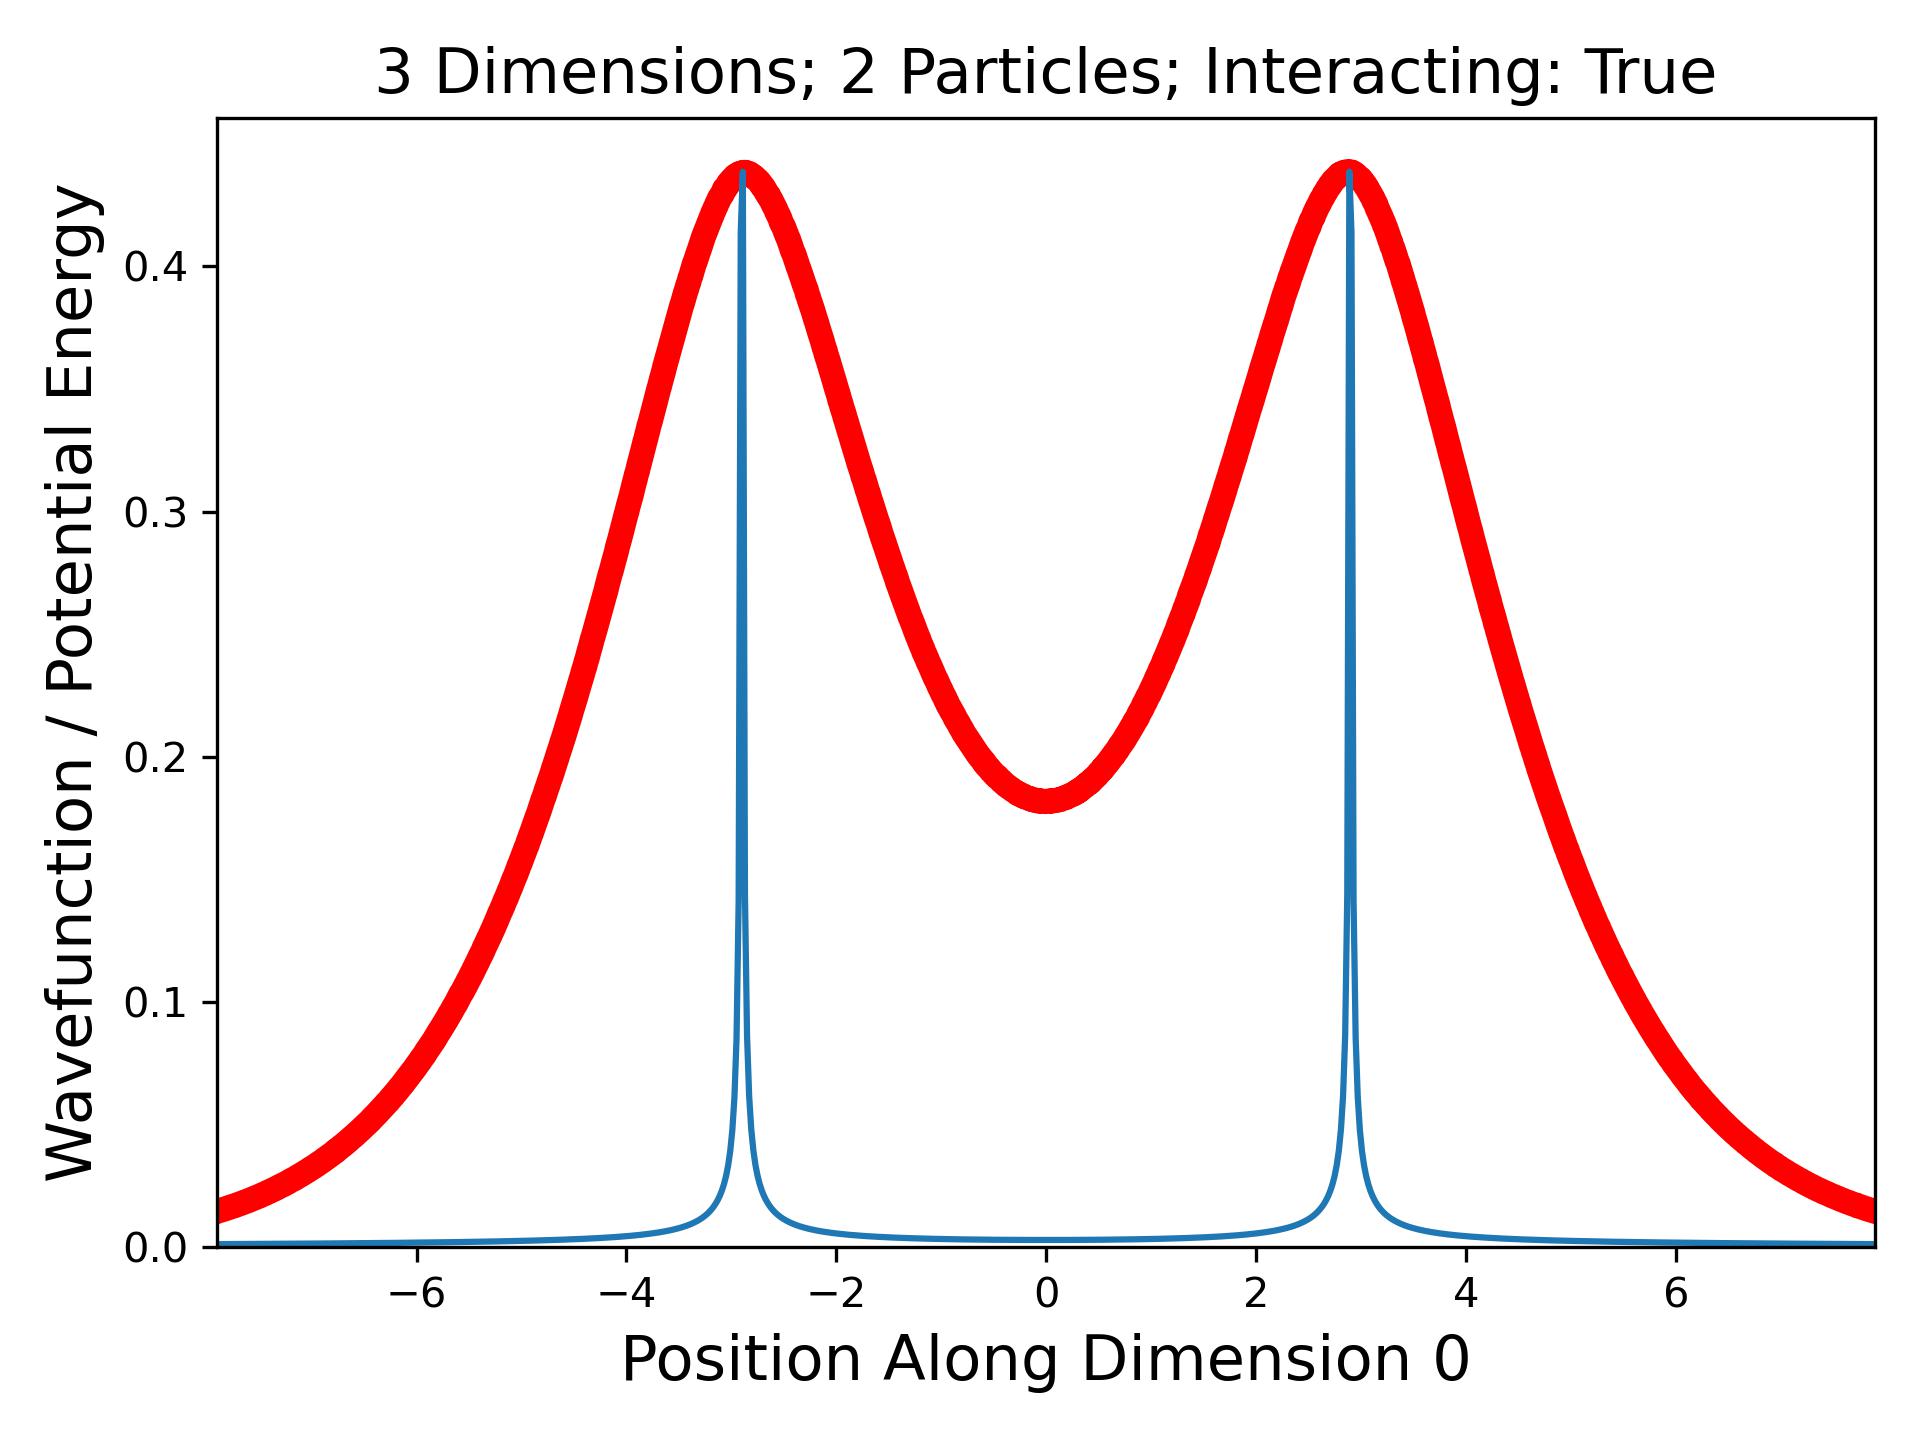 3 Dimensions; 2 Particles; Interacting: True
Wavefunction / Potential Energy
0.4
0.3
0.2
0.1
0.0
−6 −4 −2 0 2 4 6
Position Along Dimension 0